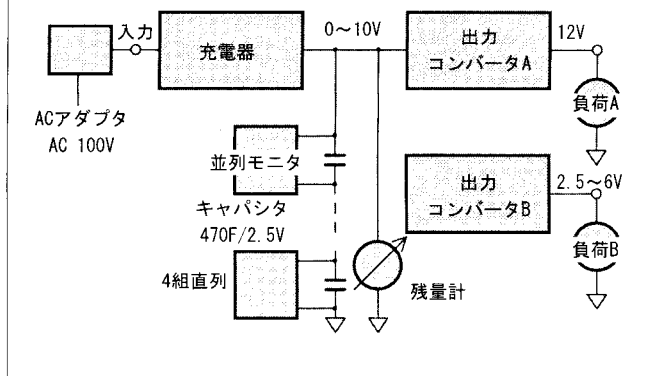 入力
充電器
0～10V
出力
コンバータA
12V
負荷A
ACアダプタ
AC 100V
並列モニタ
キャパシタ
470F/2.5V
4組直列
出力
コンバータB
2.5～6V
負荷B
残量計